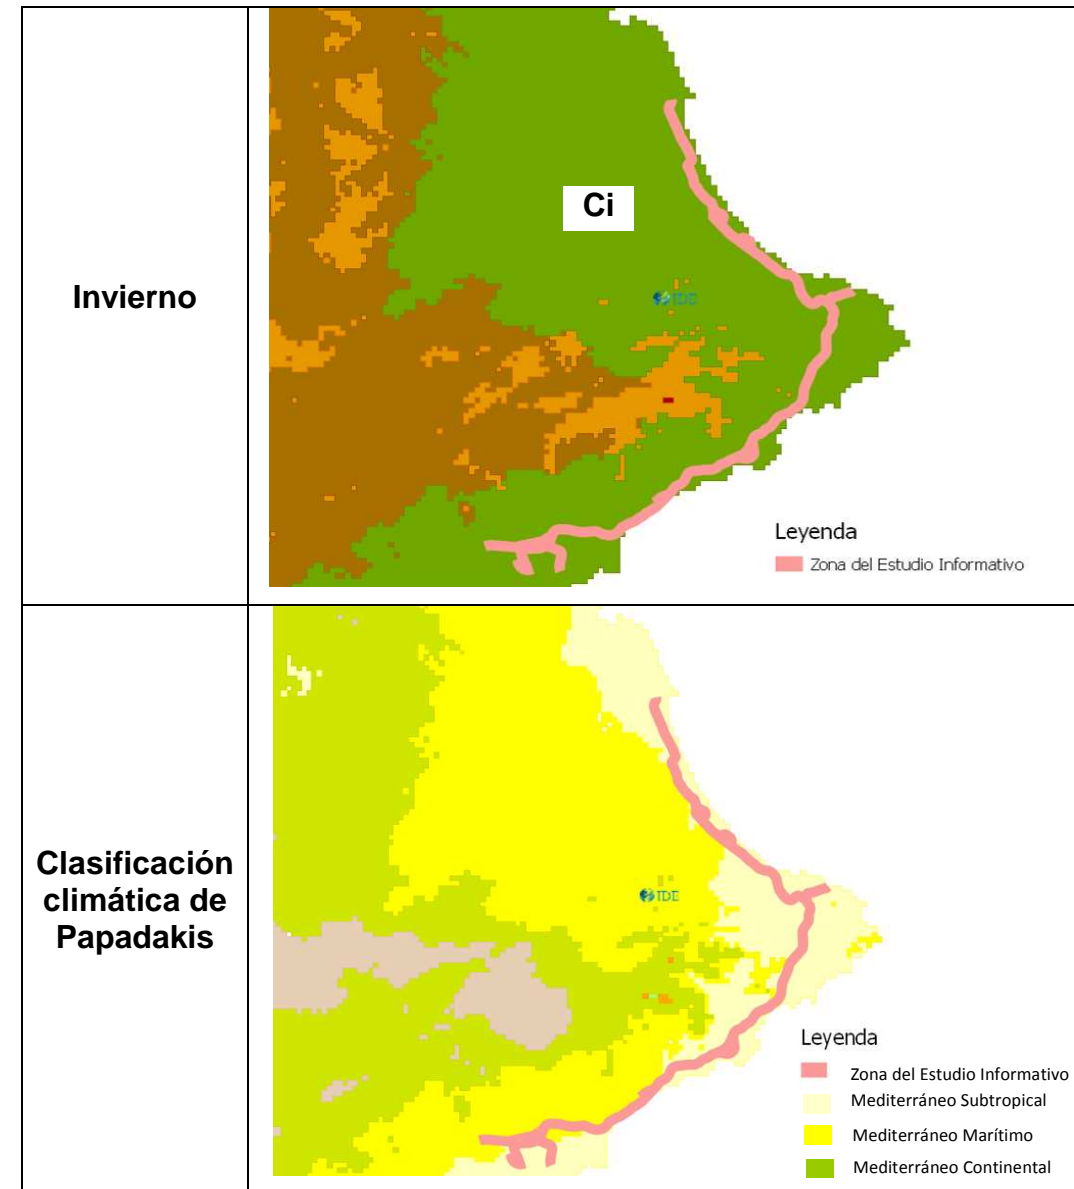 Invierno
Ci
IDE
Leyenda
Zona del Estudio Informativo
Clasificación
climática de
Papadakis
IDE
Leyenda
Zona del Estudio Informativo
Mediterráneo Subtropical
Mediterráneo Marítimo
Mediterráneo Continental